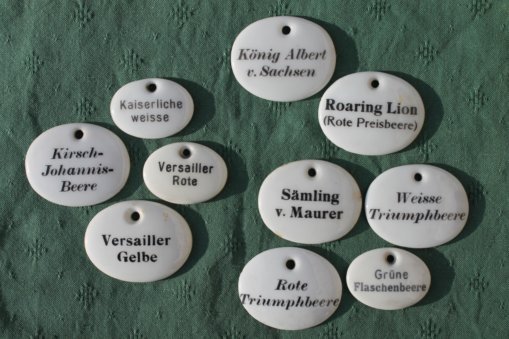 König Albert
v. Sachsen
Kaiserliche
weisse
Roaring Lion
(Rote Preisbeere)
Kirsch-
Johannis-
Beere
Versailler
Rote
Sämling
v. Maurer
Weisse
Triumphbeere
Versailler
Gelbe
Rote
Triumphbeere
Grüne
Flaschenbeere